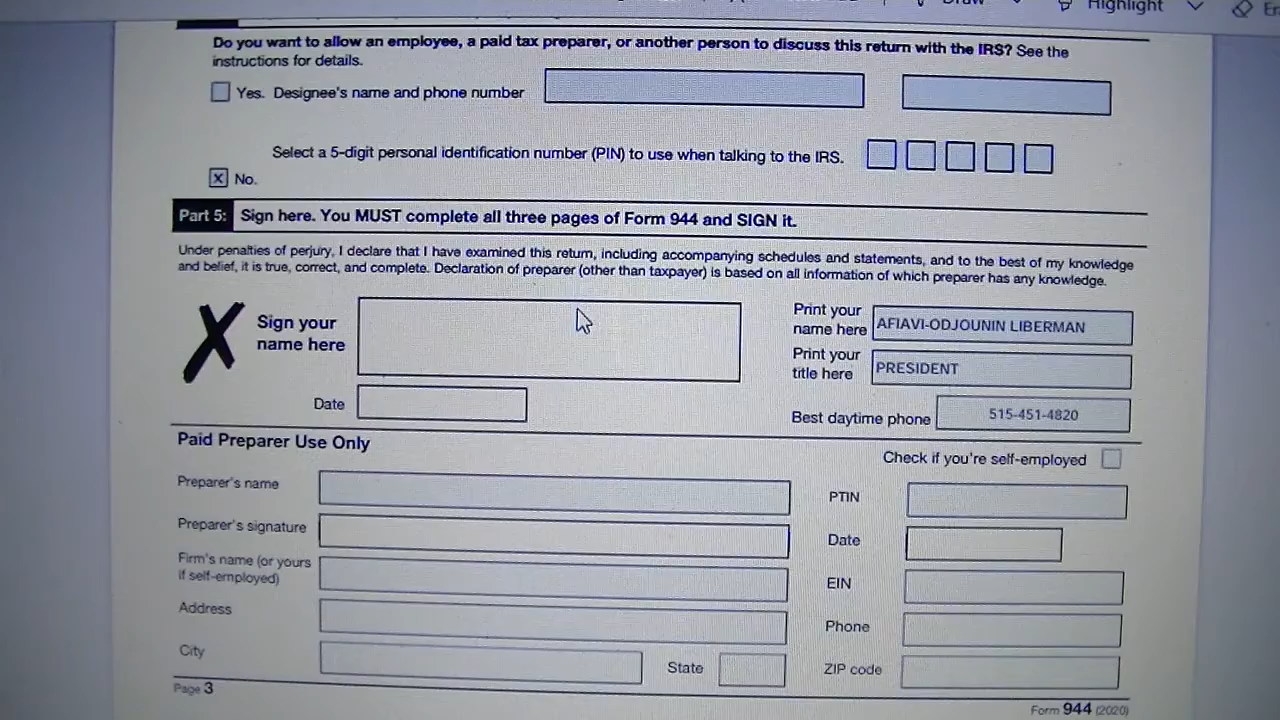 Highlight
Do you want to allow an employee, a paid tax preparer, or another person to discuss this return with the IRS? See the
instructions for details.
Yes. Designee's name and phone number
Select a 5-digit personal identification number (PIN) to use when talking to the IRS.
X No.
Part 5: Sign here. You MUST complete all three pages of Form 944 and SIGN it.
Under penalties of perjury, I declare that I have examined this return, including accompanying schedules and statements, and to the best of my knowledge
and belief, it is true, correct, and complete. Declaration of preparer (other than taxpayer) is based on all information of which preparer has any knowledge.
X Sign your
name here
Print your
name here AFIAVI-ODJOUNIN LIBERMAN
Print your
title here PRESIDENT
Date
Best daytime phone 515-451-4820
Paid Preparer Use Only
Check if you're self-employed
Preparer's name
PTIN
Preparer's signature
Date
Firm's name (or yours
if self-employed)
EIN
Address
Phone
City
State
ZIP code
Page 3
Form 944 (2020)